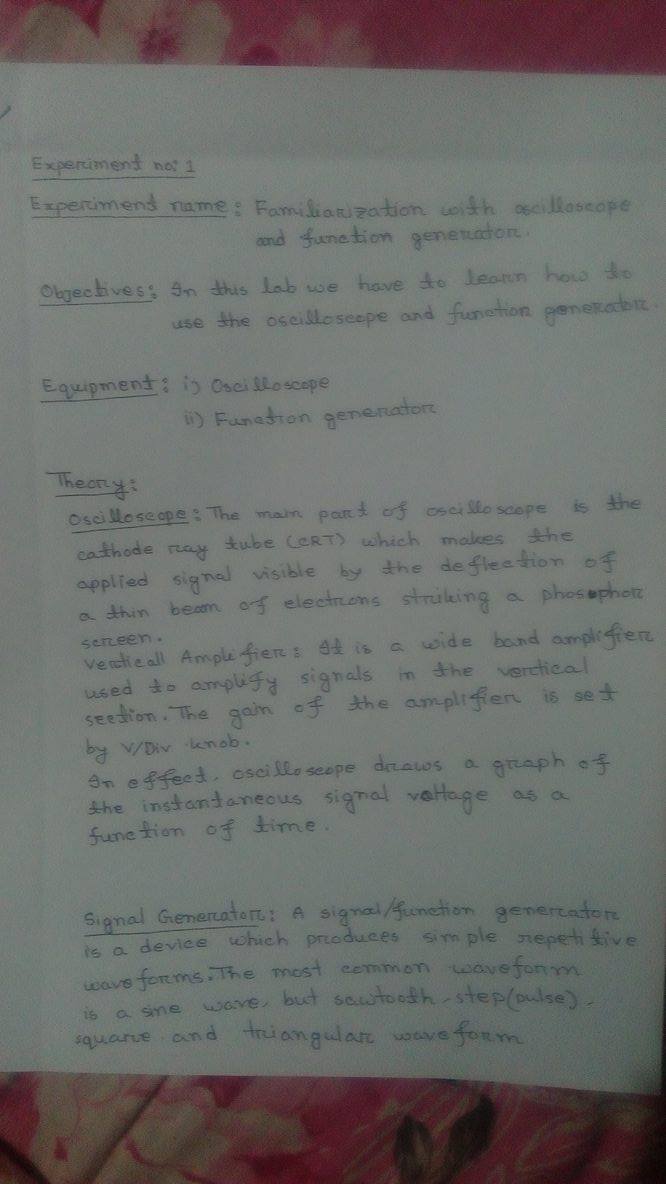 Experiment no: 1
Experiment name: Familiarization with oscilloscope
and function generator.
Objectives: In this lab we have to learn how to
use the oscilloscope and function generator.
Equipment: i) Oscilloscope
ii) Function generator
Theory:
Oscilloscope: The main part of oscilloscope is the
cathode ray tube (CRT) which makes the
applied signal visible by the deflection of
a thin beam of electrons striking a phosophor
screen.
Verticall Amplefier: It is a wide band amplifier
used to amplify signals in the vertical
section. The gain of the amplifier is set
by V/Div knob.
In effect, oscilloscope draws a graph of
the instantaneous signal voltage as a
function of time.
Signal Generator: A signal/function generator
is a device which produces simple repetitive
waveforms. The most common waveform
is a sine wave, but sawtooth, step(pulse),
square and triangular waveform